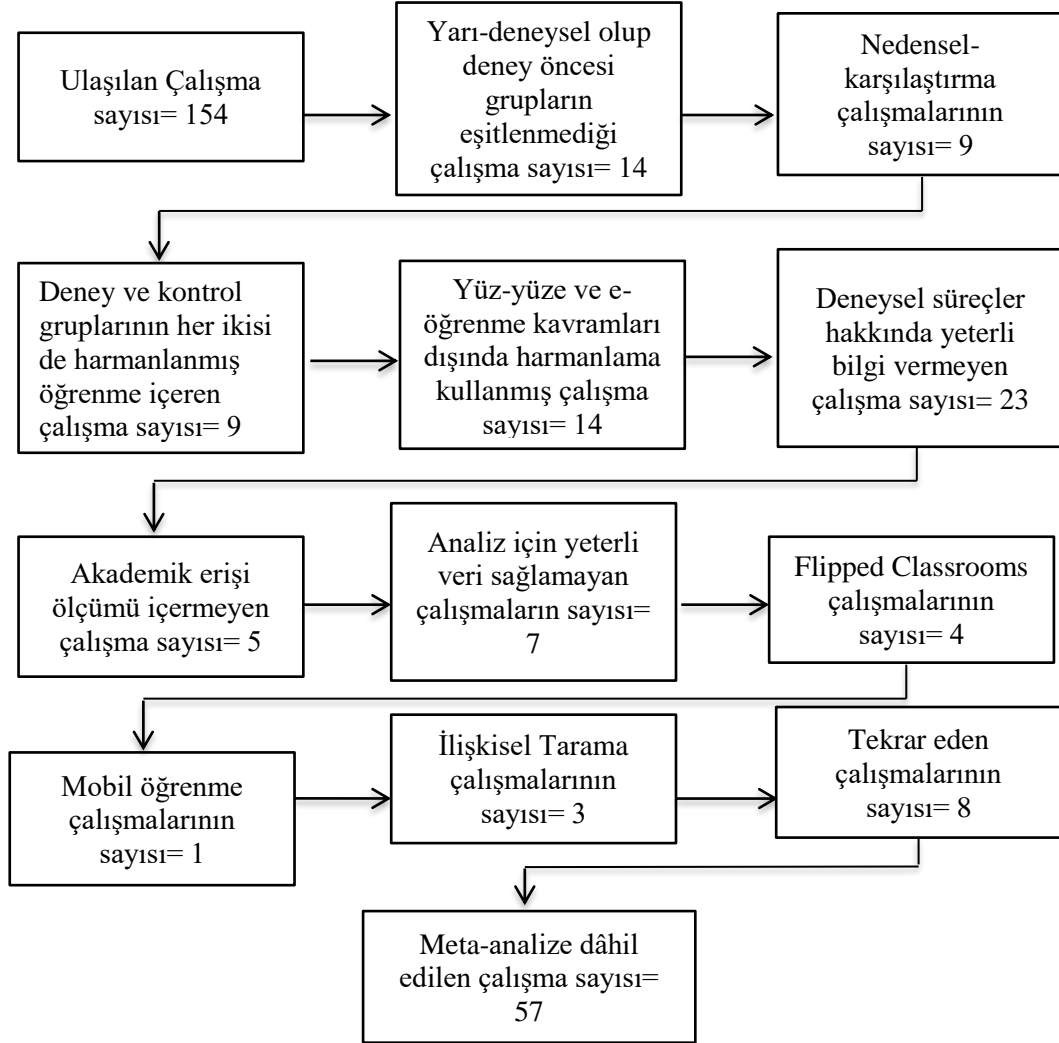 Ulaşılan Çalışma
sayısı= 154
Yarı-deneysel olup
deney öncesi
grupların
eşitlenmediği
çalışma sayısı= 14
Nedensel-
karşılaştırma
çalışmalarının
sayısı= 9
Deney ve kontrol
gruplarının her ikisi
de harmanlanmış
öğrenme içeren
çalışma sayısı= 9
Yüz-yüze ve e-
öğrenme kavramları
dışında harmanlama
kullanmış çalışma
sayısı= 14
Deneysel süreçler
hakkında yeterli
bilgi vermeyen
çalışma sayısı= 23
Akademik erişi
ölçümü içermeyen
çalışma sayısı= 5
Analiz için yeterli
veri sağlamayan
çalışmaların sayısı=
7
Flipped Classrooms
çalışmalarının
sayısı= 4
Mobil öğrenme
çalışmalarının
sayısı= 1
İlişkisel Tarama
çalışmalarının
sayısı= 3
Tekrar eden
çalışmalarının
sayısı= 8
Meta-analize dâhil
edilen çalışma sayısı=
57